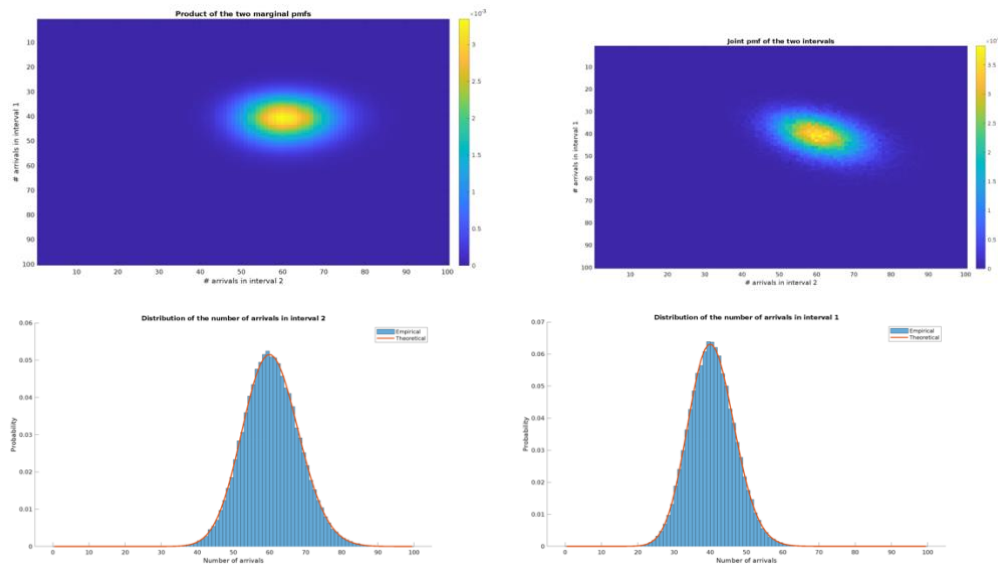 Product of the two marginal pmfs
×10⁻³
# arrivals in interval 1
10
20
30
40
50
60
70
80
90
100
10 20 30 40 50 60 70 80 90 100
# arrivals in interval 2
3
2.5
2
1.5
1
0.5
0
Joint pmf of the two intervals
# arrivals in interval 1
10
20
30
40
50
60
70
80
90
100
10 20 30 40 50 60 70 80 90 100
# arrivals in interval 2
3.5
3
2.5
2
1.5
1
0.5
0
Distribution of the number of arrivals in interval 2
Empirical
Theoretical
Probability
0.06
0.05
0.04
0.03
0.02
0.01
0
0 10 20 30 40 50 60 70 80 90 100
Number of arrivals
Distribution of the number of arrivals in interval 1
Empirical
Theoretical
Probability
0.07
0.06
0.05
0.04
0.03
0.02
0.01
0
0 10 20 30 40 50 60 70 80 90 100
Number of arrivals